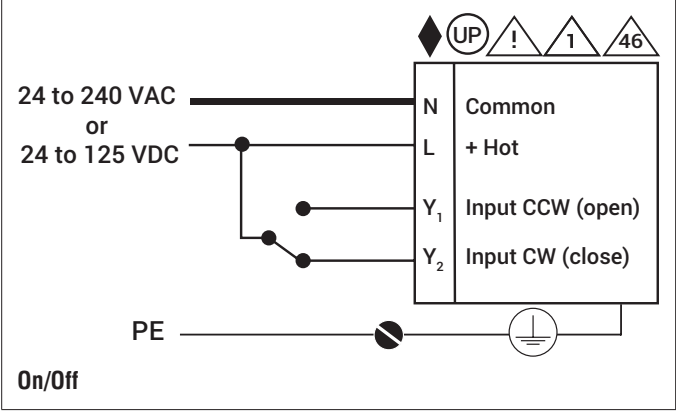 UP ! 1 46
24 to 240 VAC N Common
or
24 to 125 VDC L + Hot
Y₁ Input CCW (open)
Y₂ Input CW (close)
PE
On/Off